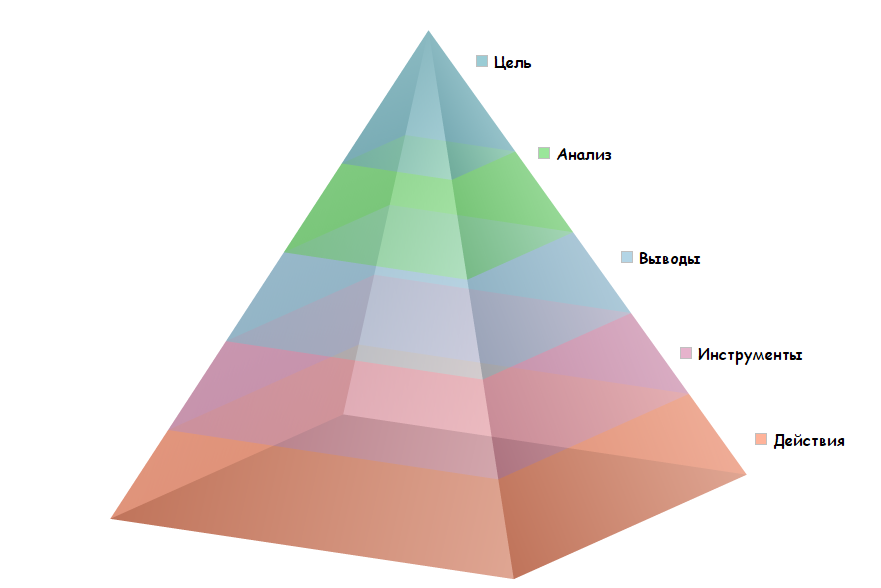 Цель
Анализ
Выводы
Инструменты
Действия